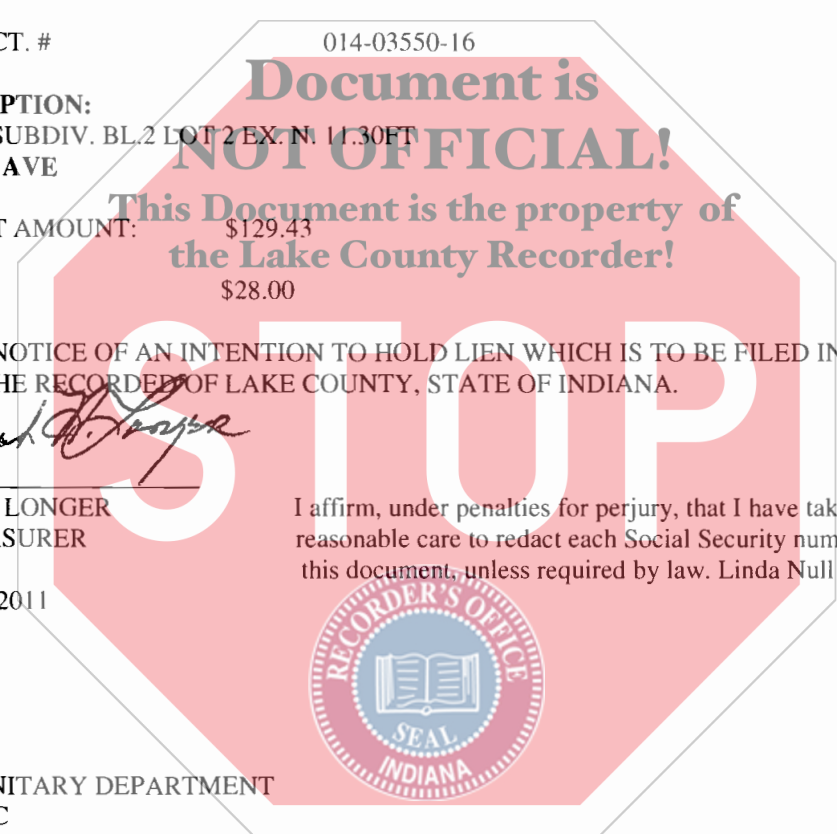 CT. # 014-03550-16
Document is
PTION:
SUBDIV. BL.2 LOT 2 EX. N. 11.30FT
NOT OFFICIAL!
AVE
This Document is the property of
T AMOUNT: $129.43
the Lake County Recorder!
$28.00
STOP
NOTICE OF AN INTENTION TO HOLD LIEN WHICH IS TO BE FILED IN
HE RECORDED OF LAKE COUNTY, STATE OF INDIANA.
LONGER
SURER
I affirm, under penalties for perjury, that I have tak
reasonable care to redact each Social Security num
this document, unless required by law. Linda Null
2011
RECORDER'S OFFICE
SEAL
INDIANA
NITARY DEPARTMENT
C